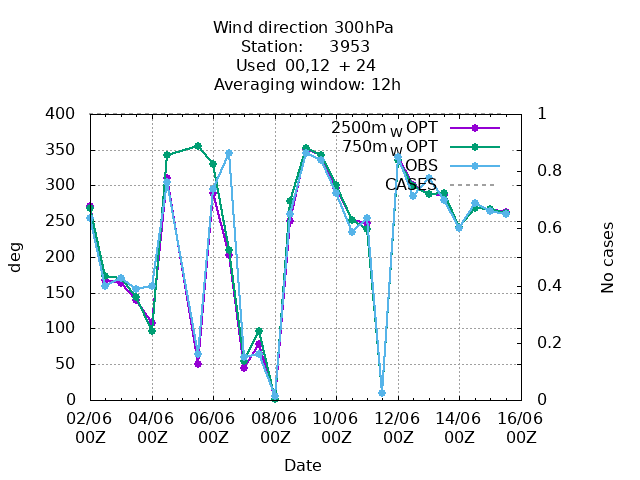 Wind direction 300hPa
Station: 3953
Used 00,12 + 24
Averaging window: 12h
400 1
2500m w OPT
350 750m w OPT
OBS 0.8
300 CASES
250
0.6
200
150 0.4
100
0.2
50
0 0
deg
No cases
02/06 04/06 06/06 08/06 10/06 12/06 14/06 16/06
00Z 00Z 00Z 00Z 00Z 00Z 00Z 00Z
Date